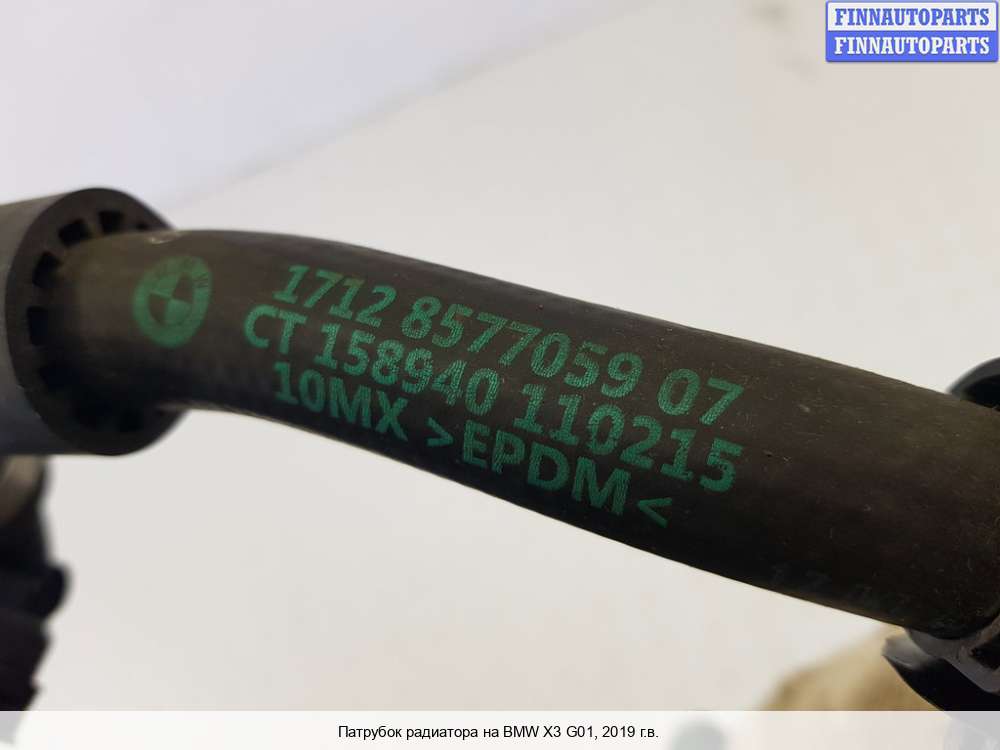 FINNAUTOPARTS
FINNAUTOPARTS
1712 8577059 07
CT 158940 110215
10MX >EPDM<
Патрубок радиатора на BMW X3 G01, 2019 г.в.